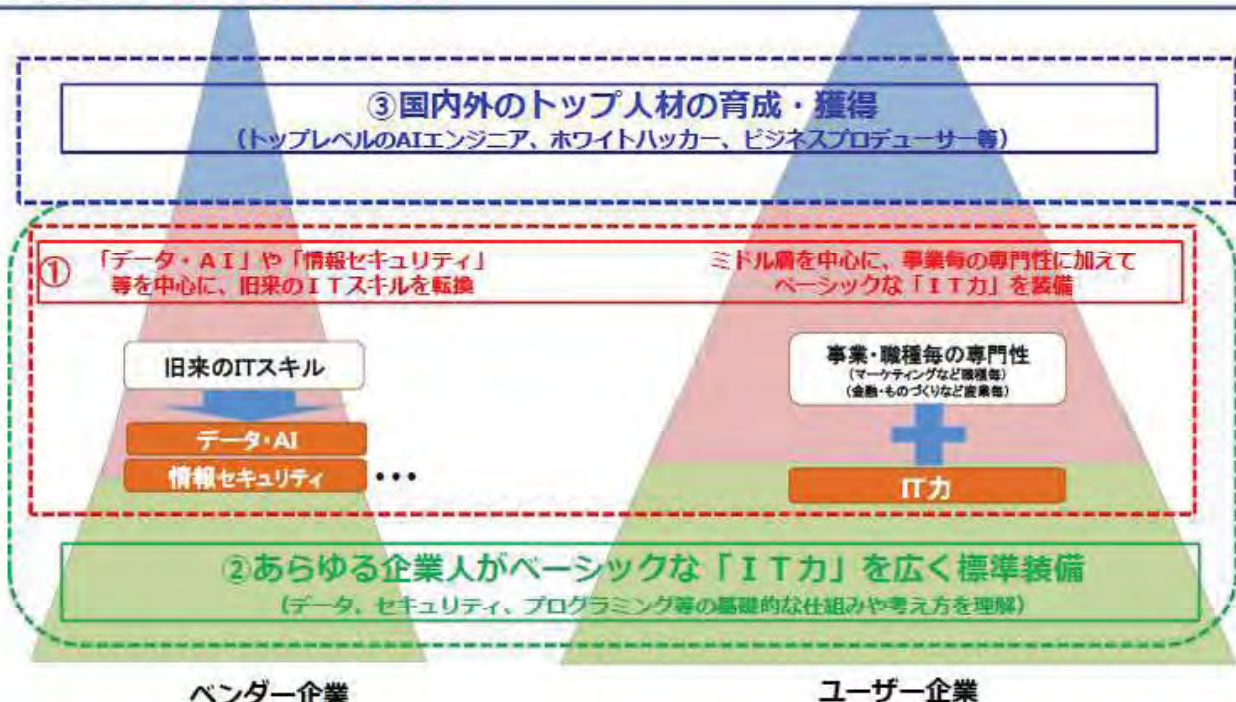 ③国内外のトップ人材の育成・獲得
(トップレベルのAIエンジニア、ホワイトハッカー、ビジネスプロデューサー等)
①
「データ・ＡＩ」や「情報セキュリティ」
等を中心に、旧来のＩＴスキルを転換
ミドル層を中心に、事業毎の専門性に加えて
ベーシックな「ＩＴ力」を装備
旧来のITスキル
データ・AI
情報セキュリティ
・・・
事業・職種毎の専門性
(マーケティングなど職種毎)
(金融・ものづくりなど産業毎)
IT力
②あらゆる企業人がベーシックな「ＩＴ力」を広く標準装備
(データ、セキュリティ、プログラミング等の基礎的な仕組みや考え方を理解)
ベンダー企業
ユーザー企業